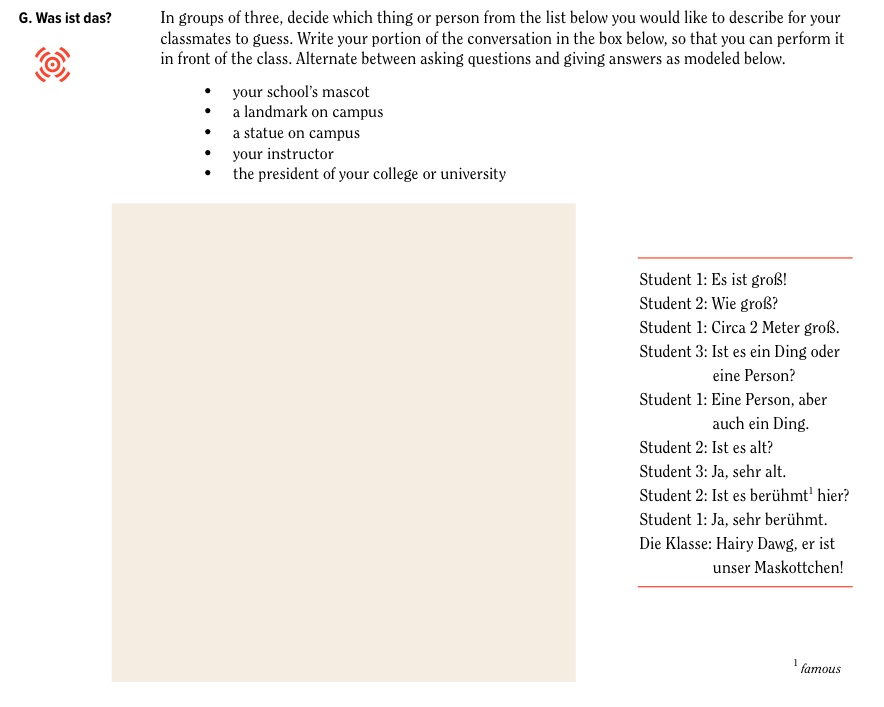 G. Was ist das?
In groups of three, decide which thing or person from the list below you would like to describe for your
classmates to guess. Write your portion of the conversation in the box below, so that you can perform it
in front of the class. Alternate between asking questions and giving answers as modeled below.
• your school's mascot
• a landmark on campus
• a statue on campus
• your instructor
• the president of your college or university
Student 1: Es ist groß!
Student 2: Wie groß?
Student 1: Circa 2 Meter groß.
Student 3: Ist es ein Ding oder
eine Person?
Student 1: Eine Person, aber
auch ein Ding.
Student 2: Ist es alt?
Student 3: Ja, sehr alt.
Student 2: Ist es berühmt¹ hier?
Student 1: Ja, sehr berühmt.
Die Klasse: Hairy Dawg, er ist
unser Maskottchen!
¹ famous